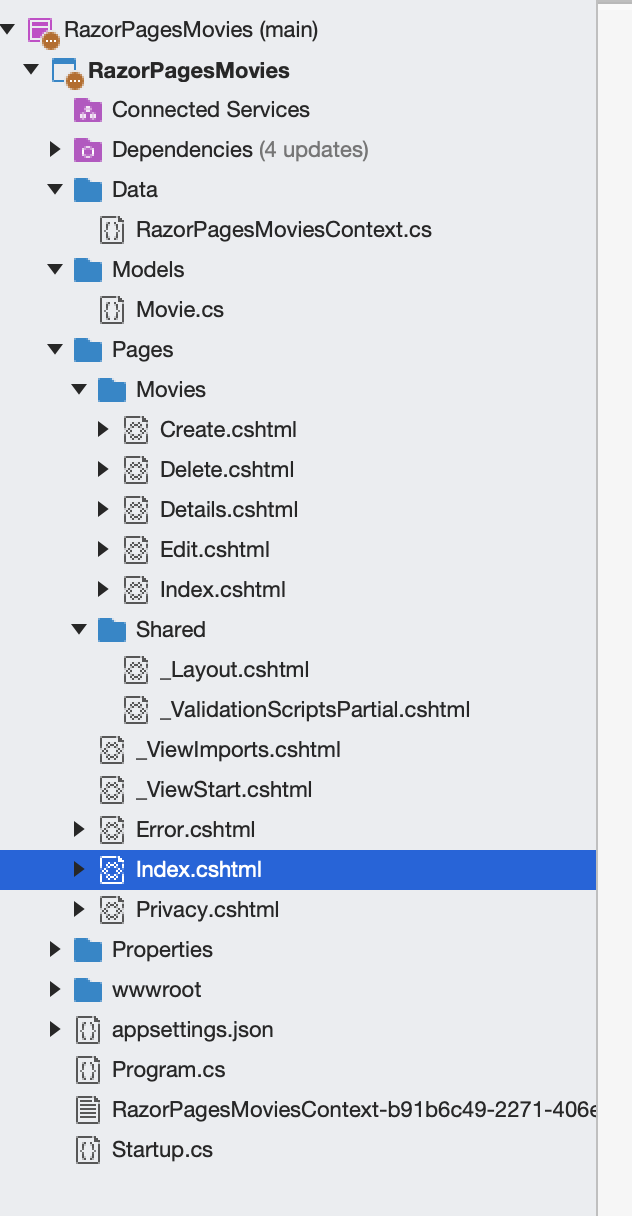 RazorPagesMovies (main)
RazorPagesMovies
Connected Services
Dependencies (4 updates)
Data
RazorPagesMoviesContext.cs
Models
Movie.cs
Pages
Movies
Create.cshtml
Delete.cshtml
Details.cshtml
Edit.cshtml
Index.cshtml
Shared
_Layout.cshtml
_ValidationScriptsPartial.cshtml
_ViewImports.cshtml
_ViewStart.cshtml
Error.cshtml
Index.cshtml
Privacy.cshtml
Properties
wwwroot
appsettings.json
Program.cs
RazorPagesMoviesContext-b91b6c49-2271-406e
Startup.cs